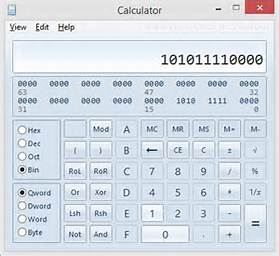 Calculator
View Edit Help
101011110000
0000 0000 0000 0000 0000 0000 0000 0000
63 47 32
0000 0000 0000 0000 0000 1010 1111 0000
31 15 0
Hex Mod A MC MR MS M+ M-
Dec ( ) B ← CE C ± √
Oct RoL RoR C 7 8 9 / %
Bin Or Xor D 4 5 6 * 1/x
Qword Lsh Rsh E 1 2 3 - =
Dword Not And F 0 . +
Word
Byte